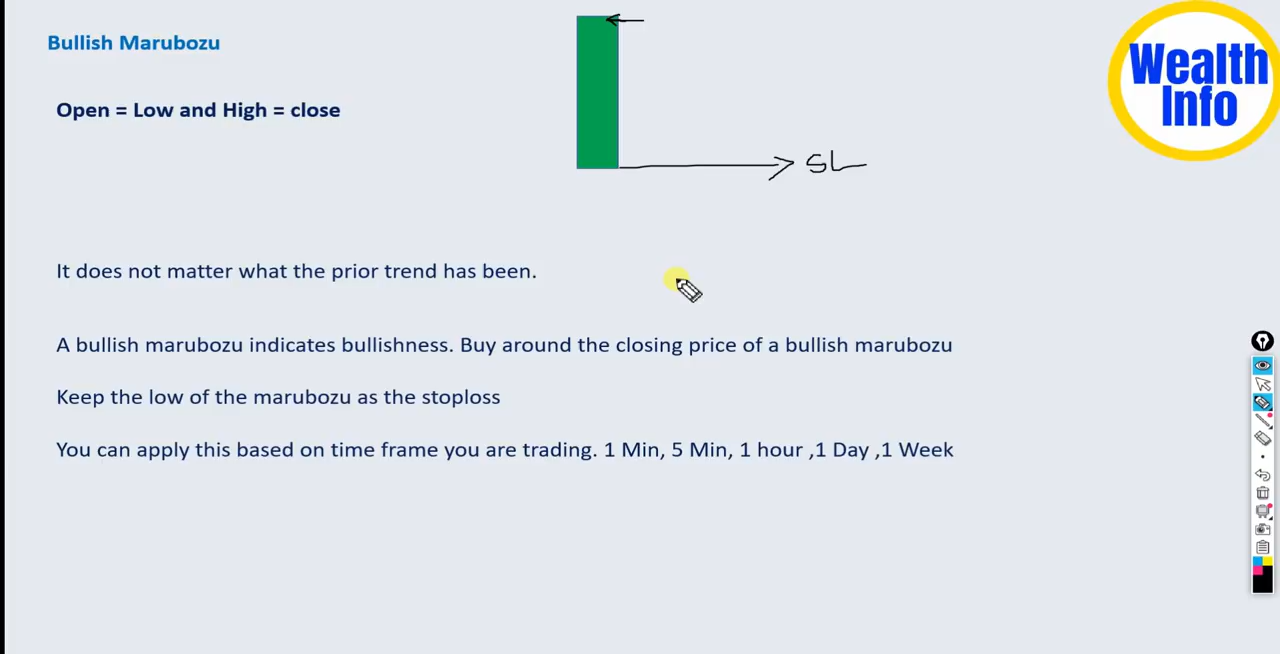 Bullish Marubozu
Wealth
Info
Open = Low and High = close
SL
It does not matter what the prior trend has been.
A bullish marubozu indicates bullishness. Buy around the closing price of a bullish marubozu
Keep the low of the marubozu as the stoploss
You can apply this based on time frame you are trading. 1 Min, 5 Min, 1 hour ,1 Day ,1 Week